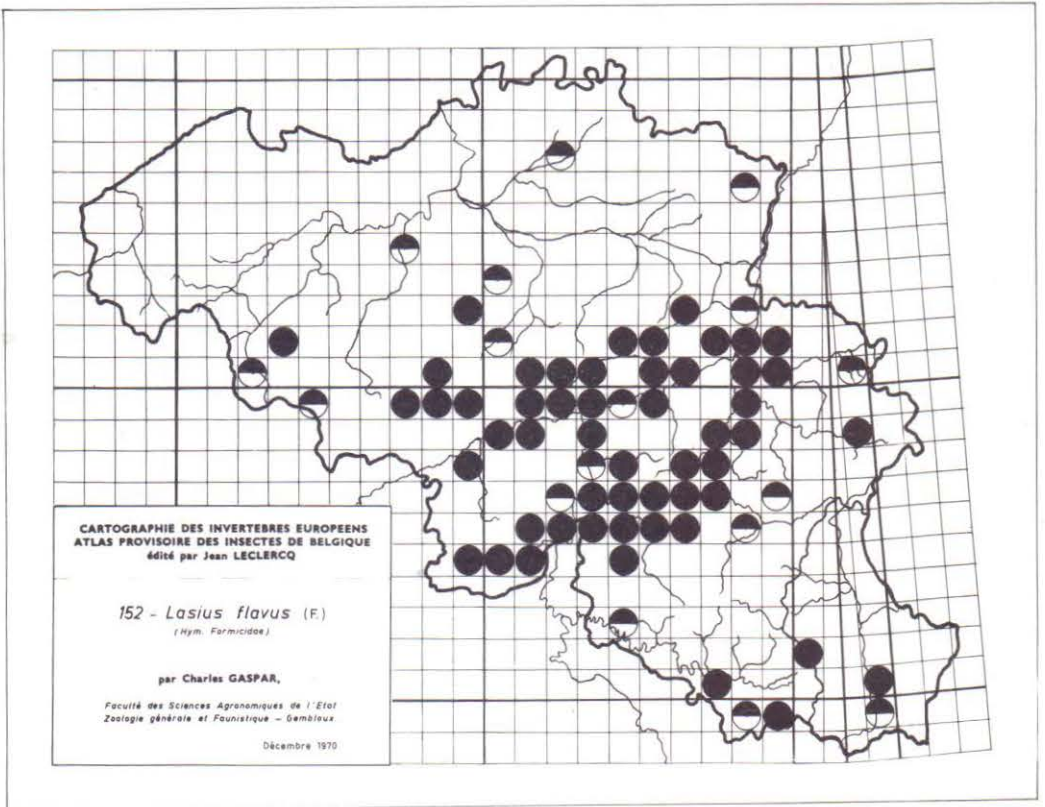 CARTOGRAPHIE DES INVERTEBRES EUROPEENS
ATLAS PROVISOIRE DES INSECTES DE BELGIQUE
édité par Jean LECLERCQ
152 - Lasius flavus (F.)
(Hym. Formicidae)
par Charles GASPAR,
Faculté des Sciences Agronomiques de l'Etat
Zoologie générale et Faunistique - Gembloux.
Décembre 1970